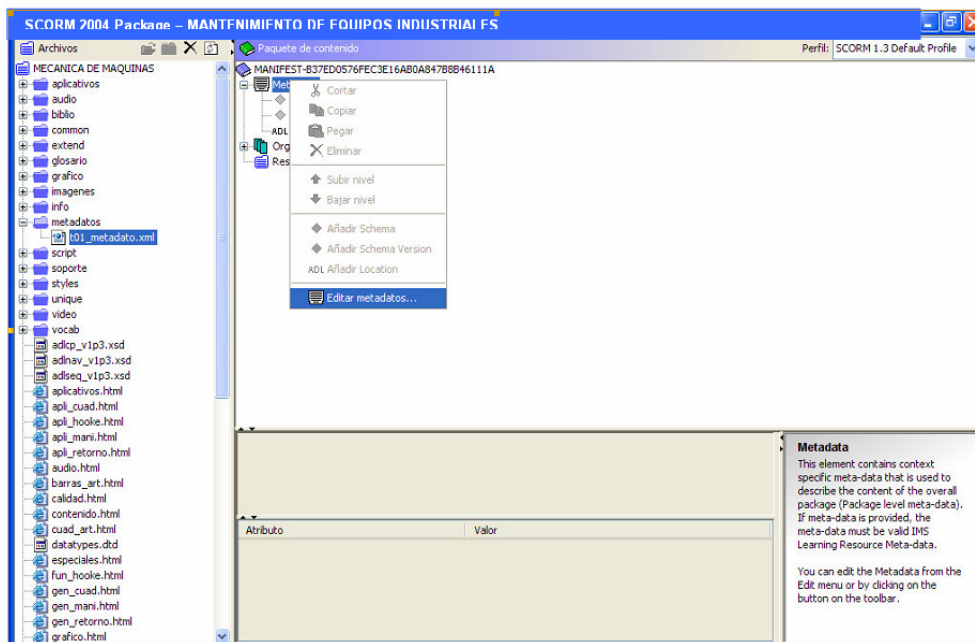 SCORM 2004 Package – MANTENIMIENTO DE EQUIPOS INDUSTRIALES
Archivos
Paquete de contenido
Perfil: SCORM 1.3 Default Profile
MECANICA DE MAQUINAS
aplicativos
audio
biblio
common
extend
glosario
grafico
imagenes
info
metadatos
t01_metadato.xml
script
soporte
styles
unique
video
vocab
adlcp_v1p3.xsd
adlnav_v1p3.xsd
adlseq_v1p3.xsd
aplicativos.html
apli_cuad.html
apli_hooke.html
apli_mani.html
apli_retorno.html
audio.html
barras_art.html
calidad.html
contenido.html
cuad_art.html
datatypes.dtd
especiales.html
fun_hooke.html
gen_cuad.html
gen_mani.html
gen_retorno.html
grafico.html
MANIFEST-B37ED0576FEC3E16AB0A847B8B46111A
Met
ADL
Org
Res
Cortar
Copiar
Pegar
Eliminar
Subir nivel
Bajar nivel
Añadir Schema
Añadir Schema Version
ADL Añadir Location
Editar metadatos...
Atributo
Valor
Metadata
This element contains context
specific meta-data that is used to
describe the content of the overall
package (Package level meta-data).
If meta-data is provided, the
meta-data must be valid IMS
Learning Resource Meta-data.
You can edit the Metadata from the
Edit menu or by clicking on the
button on the toolbar.